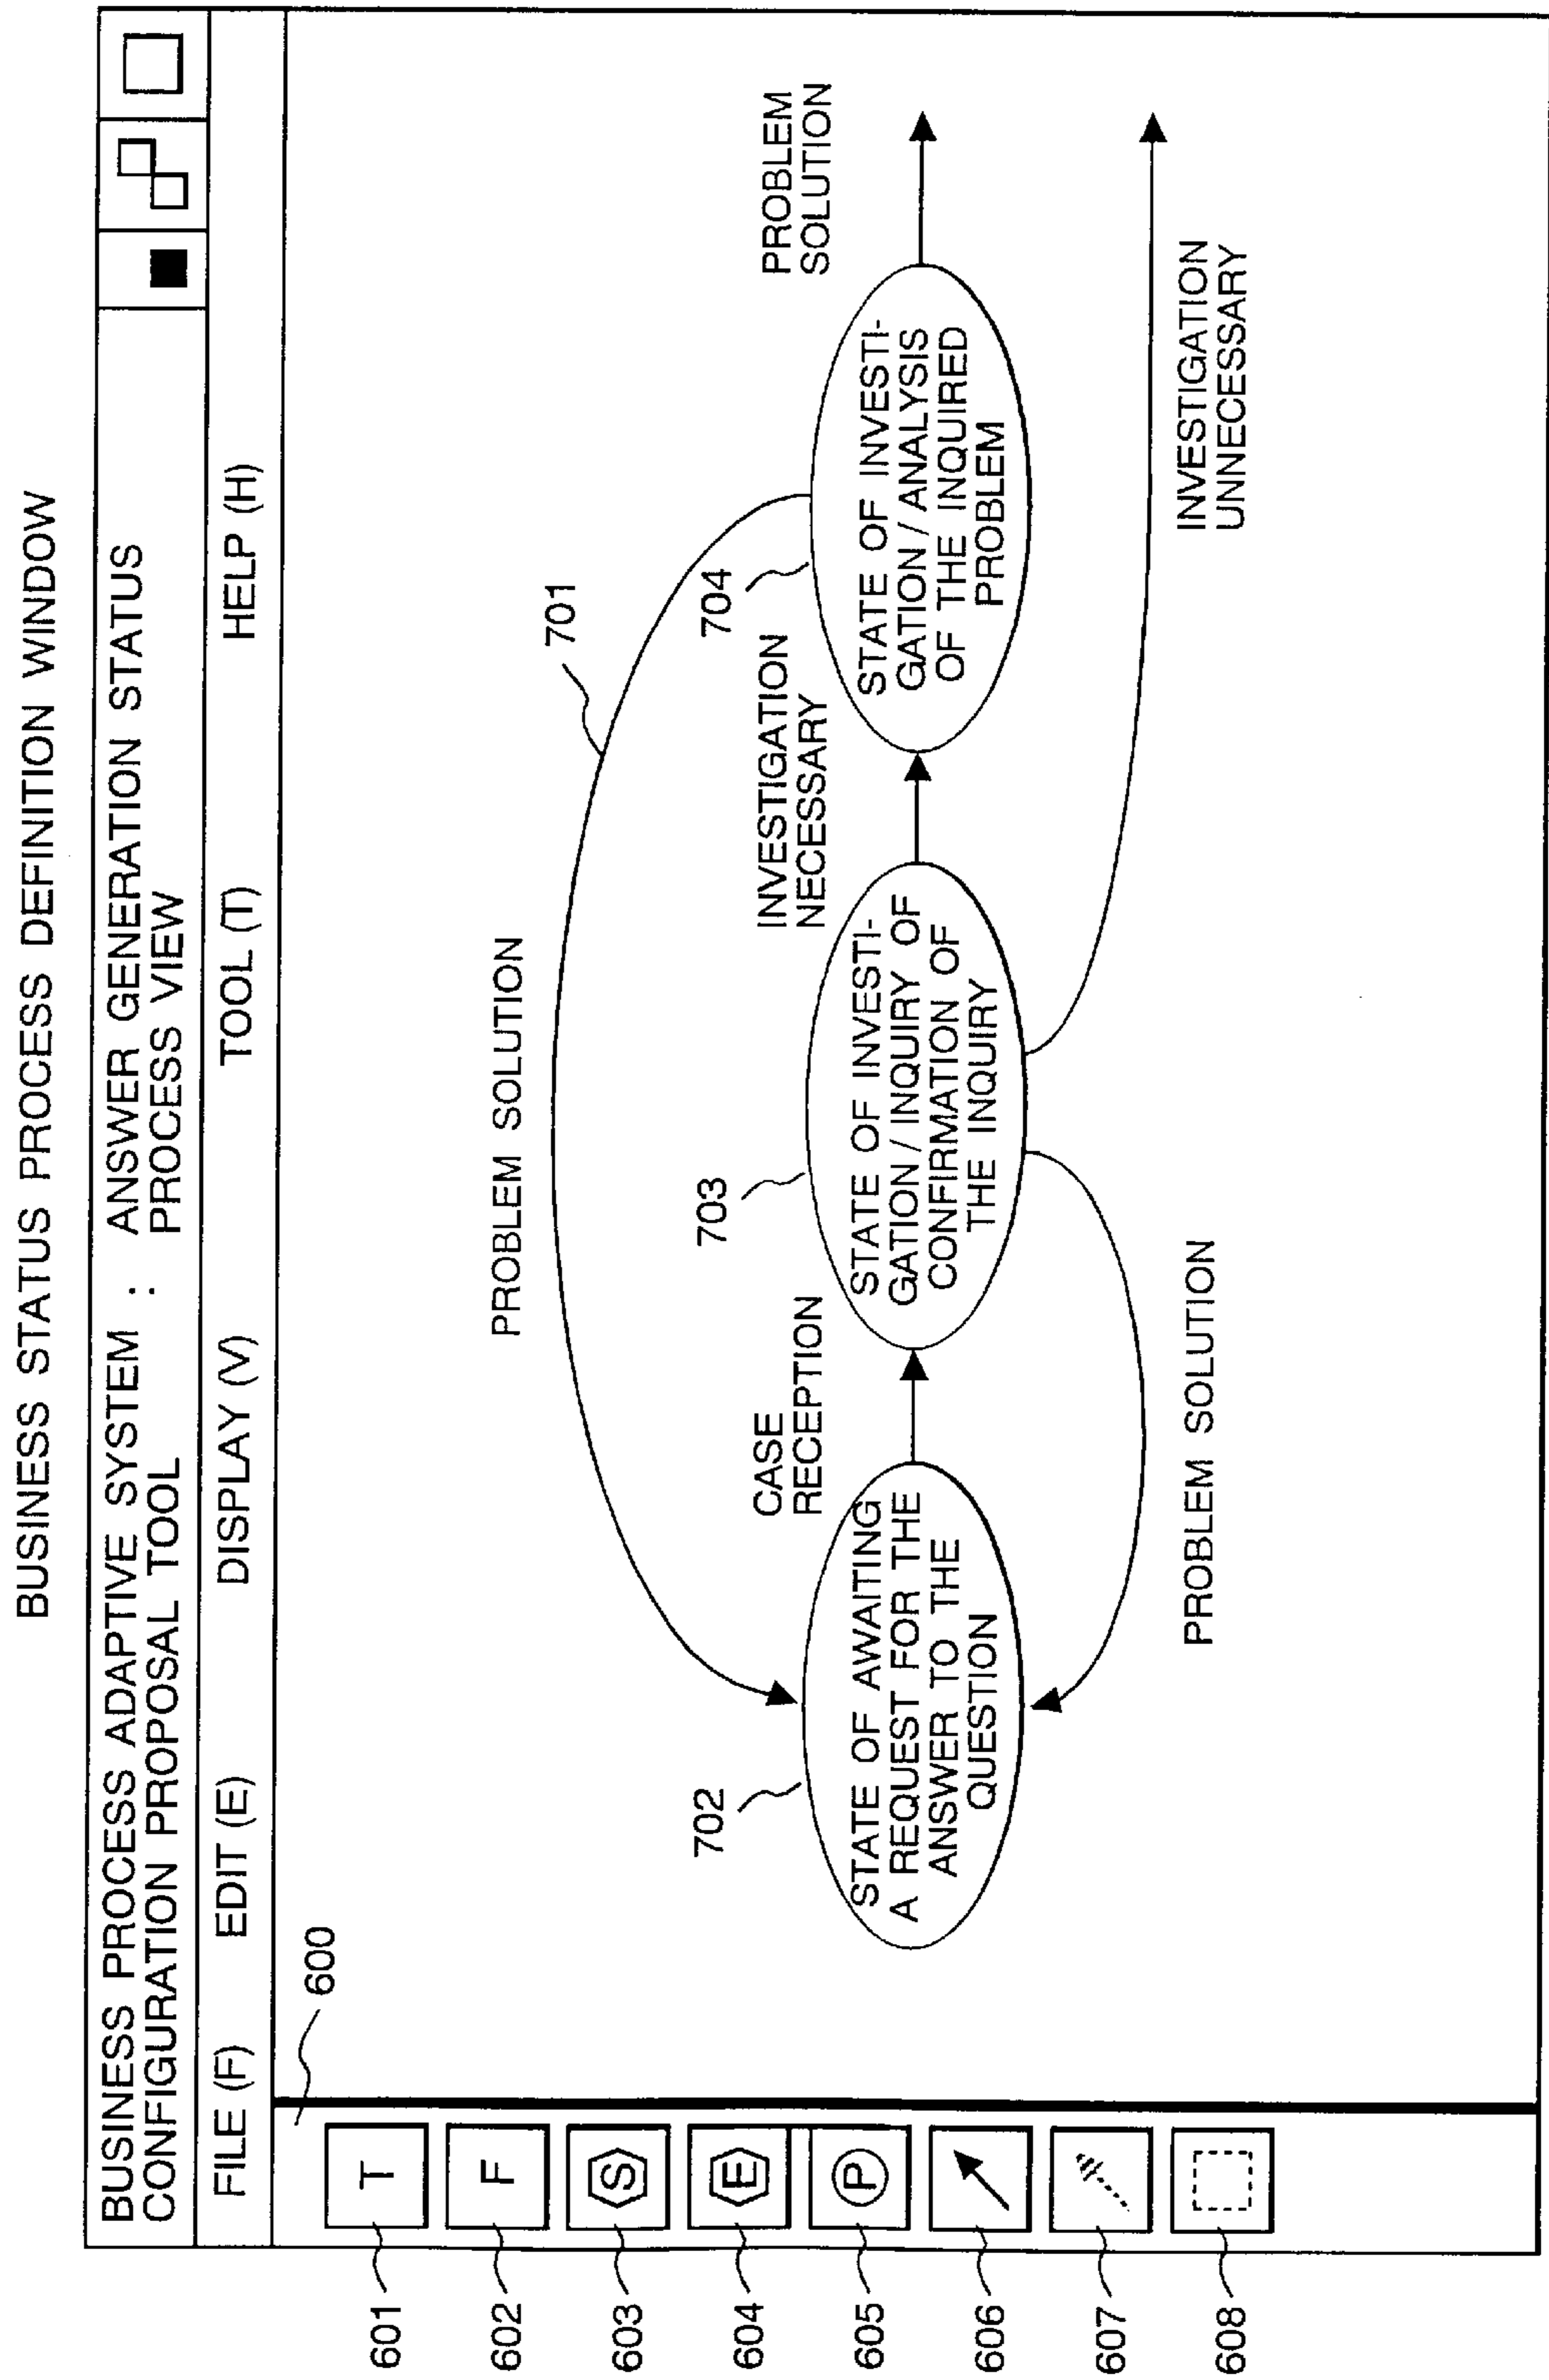 BUSINESS STATUS PROCESS DEFINITION WINDOW
BUSINESS PROCESS ADAPTIVE SYSTEM : ANSWER GENERATION STATUS
CONFIGURATION PROPOSAL TOOL : PROCESS VIEW
FILE (F) EDIT (E) DISPLAY (V) TOOL (T) HELP (H)
600
601
T
602
F
603
S
604
E
605
P
606
607
608
PROBLEM SOLUTION
701
702
STATE OF AWAITING
A REQUEST FOR THE
ANSWER TO THE
QUESTION
CASE
RECEPTION
703
STATE OF INVESTI-
GATION / INQUIRY OF
CONFIRMATION OF
THE INQUIRY
INVESTIGATION
NECESSARY
704
STATE OF INVESTI-
GATION / ANALYSIS
OF THE INQUIRED
PROBLEM
PROBLEM
SOLUTION
PROBLEM SOLUTION
INVESTIGATION
UNNECESSARY